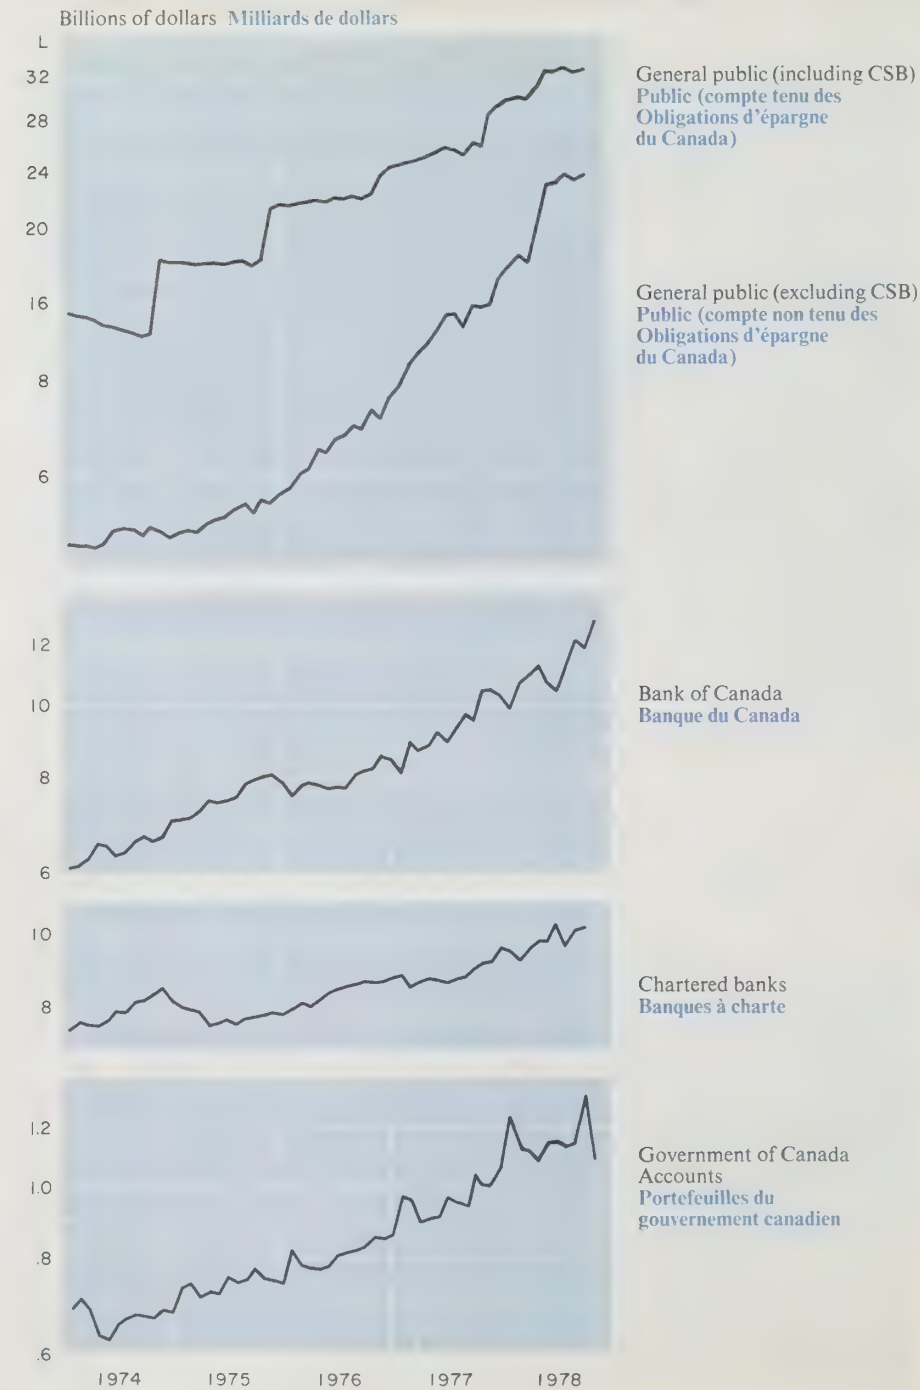 Billions of dollars Milliards de dollars
L
32
28
24
20
16
8
6
General public (including CSB)
Public (compte tenu des
Obligations d'épargne
du Canada)
General public (excluding CSB)
Public (compte non tenu des
Obligations d'épargne
du Canada)
12
10
8
6
Bank of Canada
Banque du Canada
10
8
Chartered banks
Banques à charte
1.2
1.0
.8
.6
Government of Canada
Accounts
Portefeuilles du
gouvernement canadien
1974 1975 1976 1977 1978